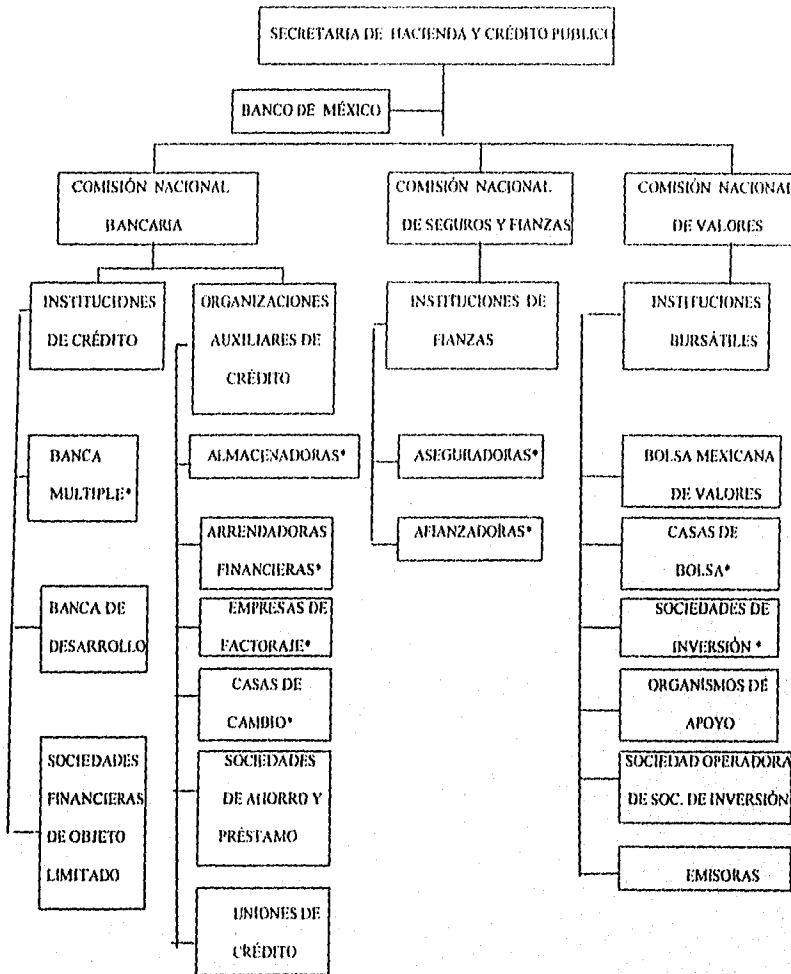 SECRETARIA DE HACIENDA Y CRÉDITO PUBLICO
BANCO DE MÉXICO
COMISIÓN NACIONAL
BANCARIA
COMISIÓN NACIONAL
DE SEGUROS Y FIANZAS
COMISIÓN NACIONAL
DE VALORES
INSTITUCIONES
DE CRÉDITO
ORGANIZACIONES
AUXILIARES DE
CRÉDITO
INSTITUCIONES DE
FIANZAS
INSTITUCIONES
BURSÁTILES
BANCA
MULTIPLE*
BANCA DE
DESARROLLO
SOCIEDADES
FINANCIERAS
DE OBJETO
LIMITADO
ALMACENADORAS*
ARRENDADORAS
FINANCIERAS*
EMPRESAS DE
FACTORAJE*
CASAS DE
CAMBIO*
SOCIEDADES
DE AHORRO Y
PRÉSTAMO
UNIONES DE
CRÉDITO
ASEGURADORAS*
AFIANZADORAS*
BOLSA MEXICANA
DE VALORES
CASAS DE
BOLSA*
SOCIEDADES DE
INVERSIÓN *
ORGANÍSMOS DE
APOYO
SOCIEDAD OPERADORA
DE SOC. DE INVERSIÓN
EMISORAS